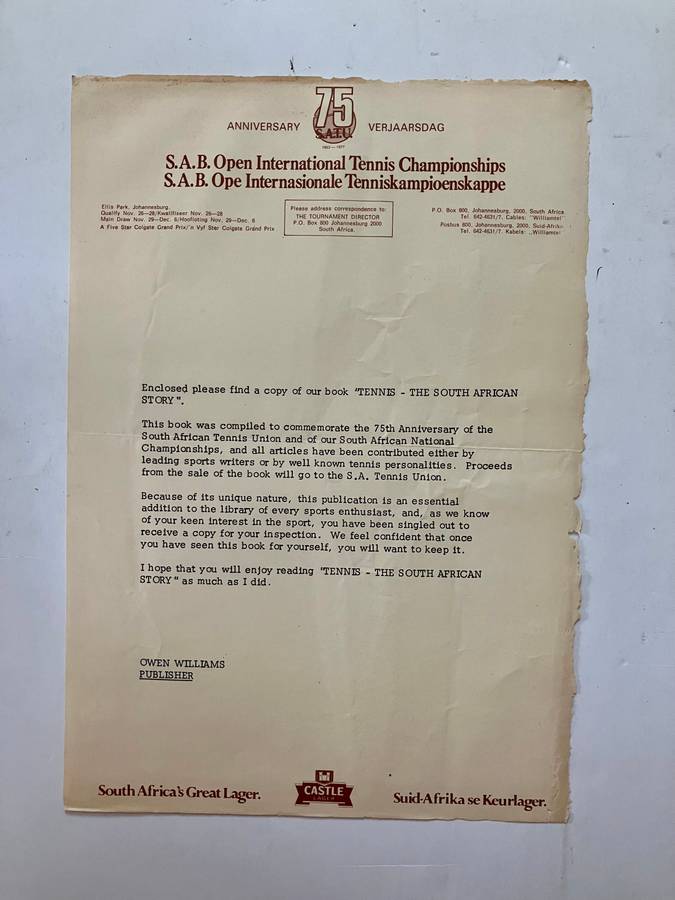 75
S.A.T.U.
ANNIVERSARY VERJAARSDAG
S.A.B. Open International Tennis Championships
S.A.B. Ope Internasionale Tenniskampioenskappe
Ellis Park, Johannesburg.
Qualify Nov. 26—28/Kwalifiseer Nov. 26—28
Main Draw Nov. 29—Dec. 6/Hoofloting Nov. 29—Dec. 6
A Five Star Colgate Grand Prix/'n Vyf Ster Colgate Grand Prix
Please address correspondence to:
THE TOURNAMENT DIRECTOR
P.O. Box 800 Johannesburg 2000
South Africa.
P.O. Box 800, Johannesburg, 2000, South Africa
Tel. 642-4631/7. Cables: "Williamtel"
Posbus 800, Johannesburg, 2000, Suid-Afrika
Tel. 642-4631/7. Kabels: „Williamtel"
Enclosed please find a copy of our book "TENNIS - THE SOUTH AFRICAN
STORY".
This book was compiled to commemorate the 75th Anniversary of the
South African Tennis Union and of our South African National
Championships, and all articles have been contributed either by
leading sports writers or by well known tennis personalities. Proceeds
from the sale of the book will go to the S.A. Tennis Union.
Because of its unique nature, this publication is an essential
addition to the library of every sports enthusiast, and, as we know
of your keen interest in the sport, you have been singled out to
receive a copy for your inspection. We feel confident that once
you have seen this book for yourself, you will want to keep it.
I hope that you will enjoy reading "TENNIS - THE SOUTH AFRICAN
STORY" as much as I did.
OWEN WILLIAMS
PUBLISHER
South Africa's Great Lager.
CASTLE
LAGER
Suid-Afrika se Keurlager.